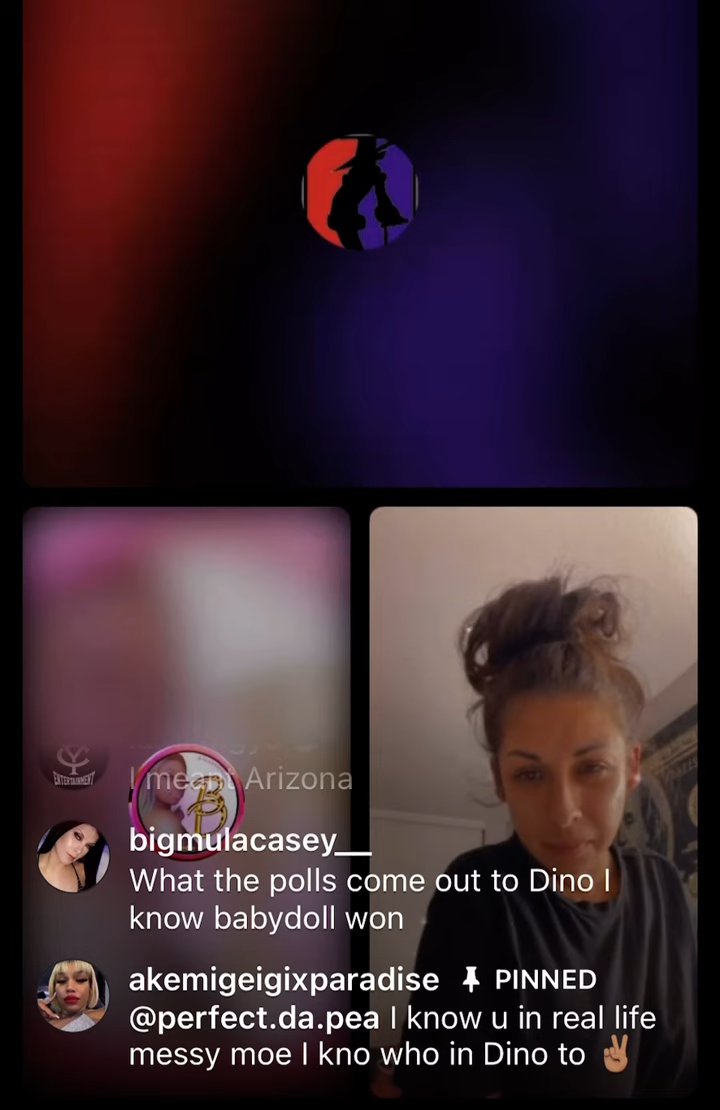 ENTERTAINMENT
I meant Arizona
bigmulacasey__
What the polls come out to Dino I
know babydoll won
akemigeigixparadise PINNED
@perfect.da.pea I know u in real life
messy moe I kno who in Dino to ✌🏼